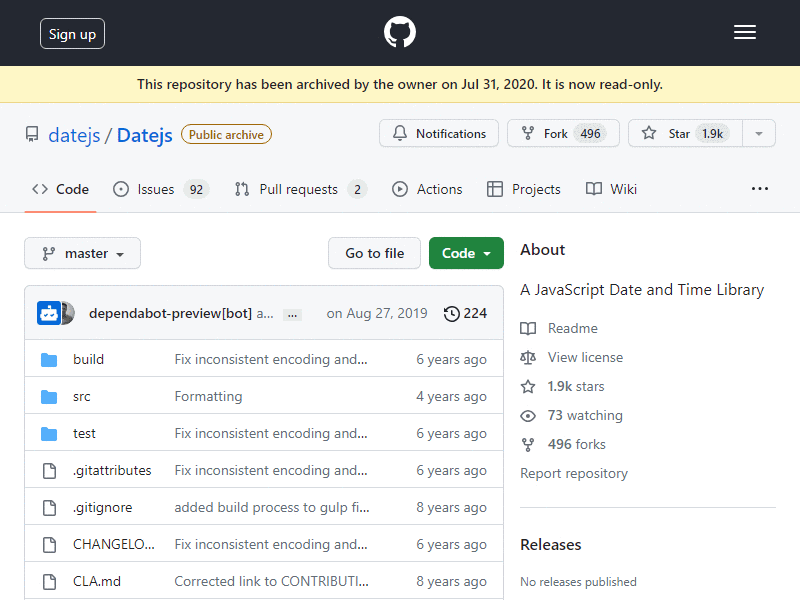 Sign up
This repository has been archived by the owner on Jul 31, 2020. It is now read-only.
datejs / Datejs Public archive
Notifications Fork 496 Star 1.9k
Code Issues 92 Pull requests 2 Actions Projects Wiki ...
master Go to file Code
dependabot-preview[bot] a... ... on Aug 27, 2019 224
build Fix inconsistent encoding and... 6 years ago
src Formatting 4 years ago
test Fix inconsistent encoding and... 6 years ago
.gitattributes Fix inconsistent encoding and... 6 years ago
.gitignore added build process to gulp fi... 8 years ago
CHANGELO... Fix inconsistent encoding and... 6 years ago
CLA.md Corrected link to CONTRIBUTI... 8 years ago
About
A JavaScript Date and Time Library
Readme
View license
1.9k stars
73 watching
496 forks
Report repository
Releases
No releases published